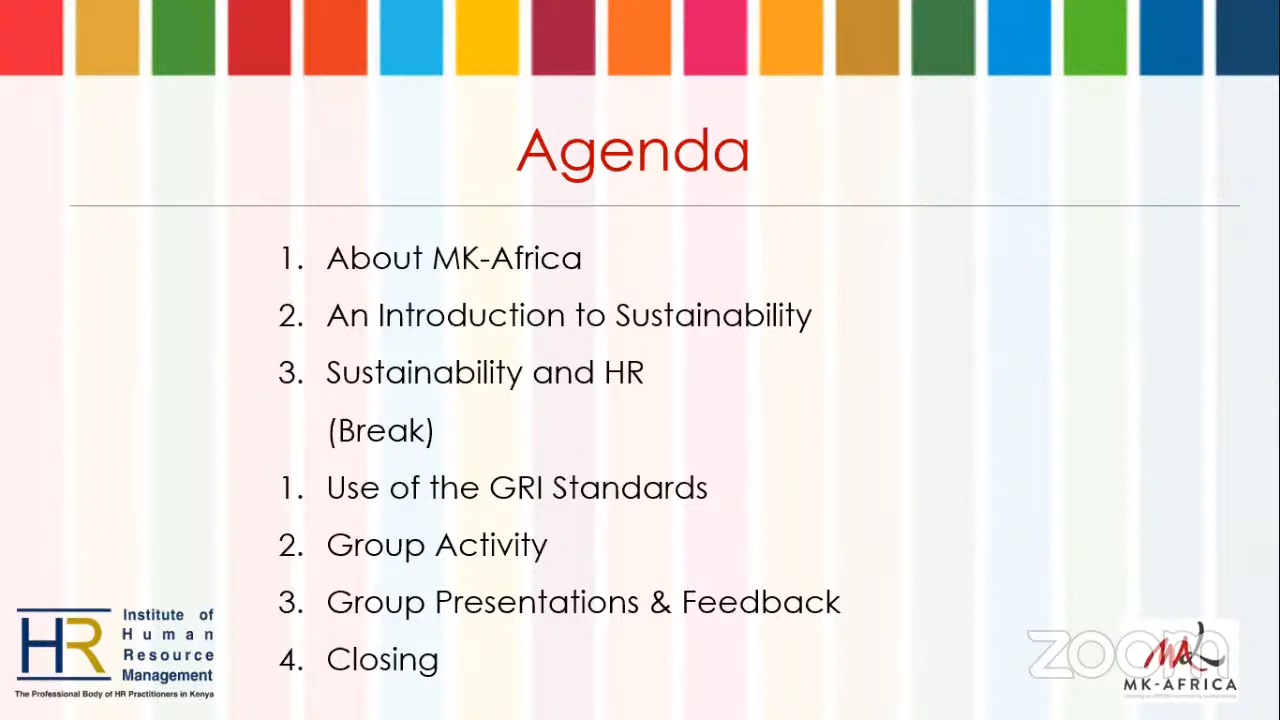 Agenda
1. About MK-Africa
2. An Introduction to Sustainability
3. Sustainability and HR
(Break)
1. Use of the GRI Standards
2. Group Activity
3. Group Presentations & Feedback
4. Closing
HR
Institute of
Human
Resource
Management
The Professional Body of HR Practitioners in Kenya
zoom
MK-AFRICA